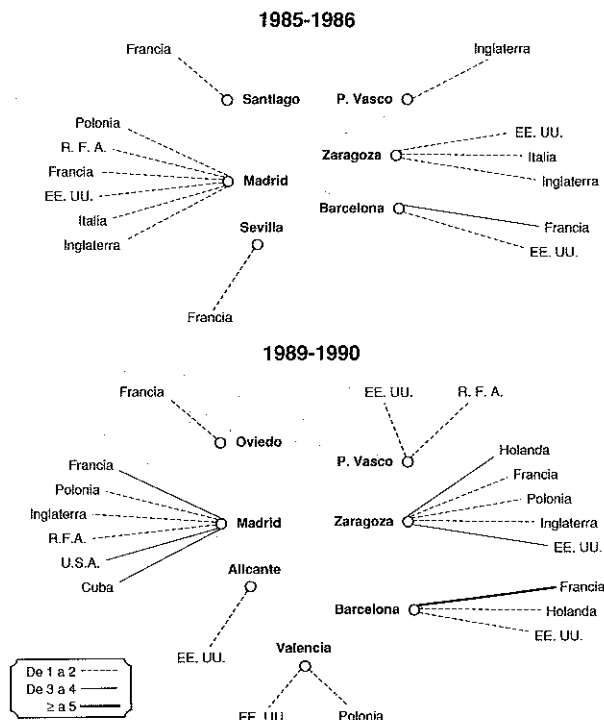 1985-1986
Francia
Santiago
P. Vasco
Inglaterra
Polonia
R. F. A.
Francia
EE. UU.
Italia
Inglaterra
Madrid
Zaragoza
EE. UU.
Italia
Inglaterra
Barcelona
Francia
EE. UU.
Sevilla
Francia
1989-1990
Francia
Oviedo
EE. UU.
R. F. A.
P. Vasco
Francia
Polonia
Inglaterra
R.F.A.
U.S.A.
Cuba
Madrid
Zaragoza
Holanda
Francia
Polonia
Inglaterra
EE. UU.
Alicante
EE. UU.
Barcelona
Francia
Holanda
EE. UU.
Valencia
EE. UU.
Polonia
De 1 a 2
De 3 a 4
≥ a 5